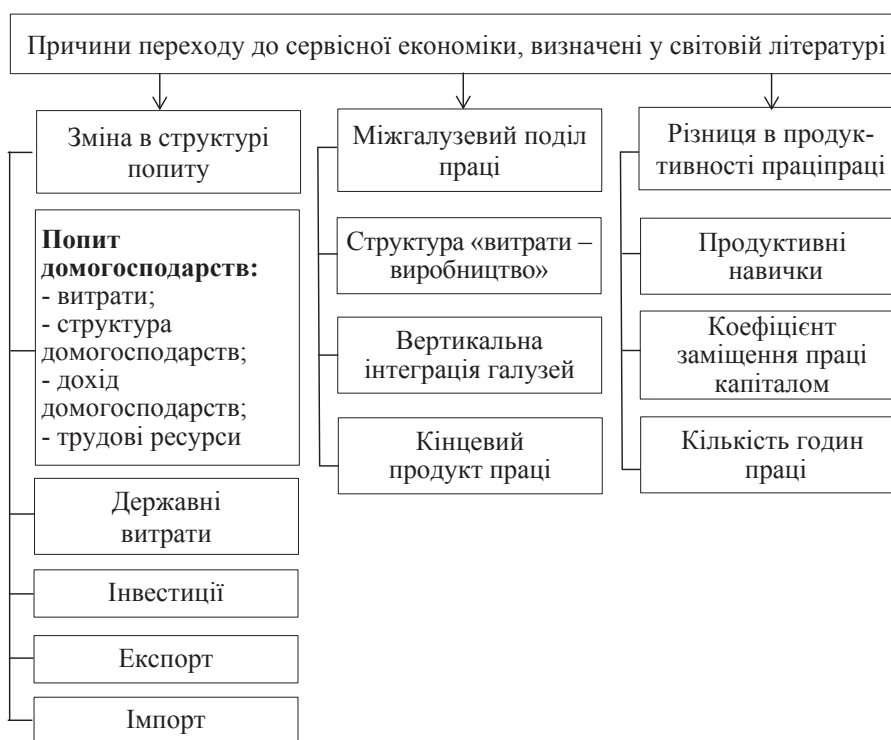 Причини переходу до сервісної економіки, визначені у світовій літературі
Зміна в структурі
попиту
Попит
домогосподарств:
- витрати;
- структура
домогосподарств;
- дохід
домогосподарств;
- трудові ресурси
Державні
витрати
Інвестиції
Експорт
Імпорт
Міжгалузевий поділ
праці
Структура «витрати –
виробництво»
Вертикальна
інтеграція галузей
Кінцевий
продукт праці
Різниця в продук-
тивності праціпраці
Продуктивні
навички
Коефіцієнт
заміщення праці
капіталом
Кількість годин
праці